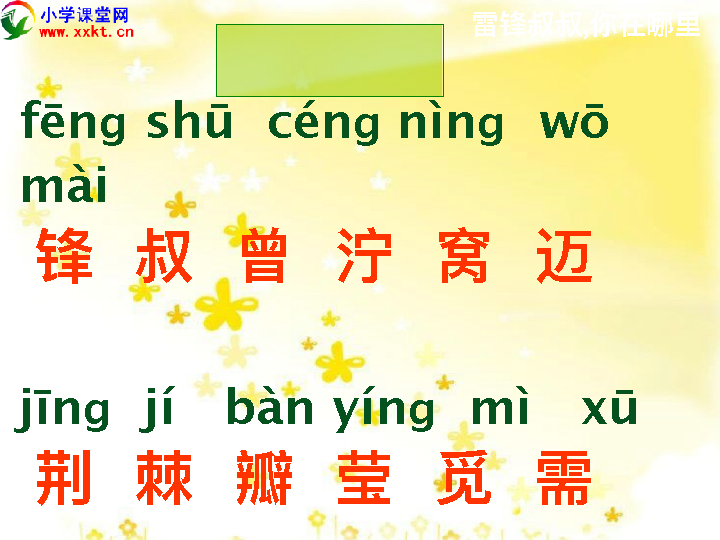 小学课堂网
www.xxkt.cn
雷锋叔叔,你在哪里
fēng shū céng nìng wō
mài
锋 叔 曾 泞 窝 迈
jīng jí bàn yíng mì xū
荆 棘 瓣 莹 觅 需